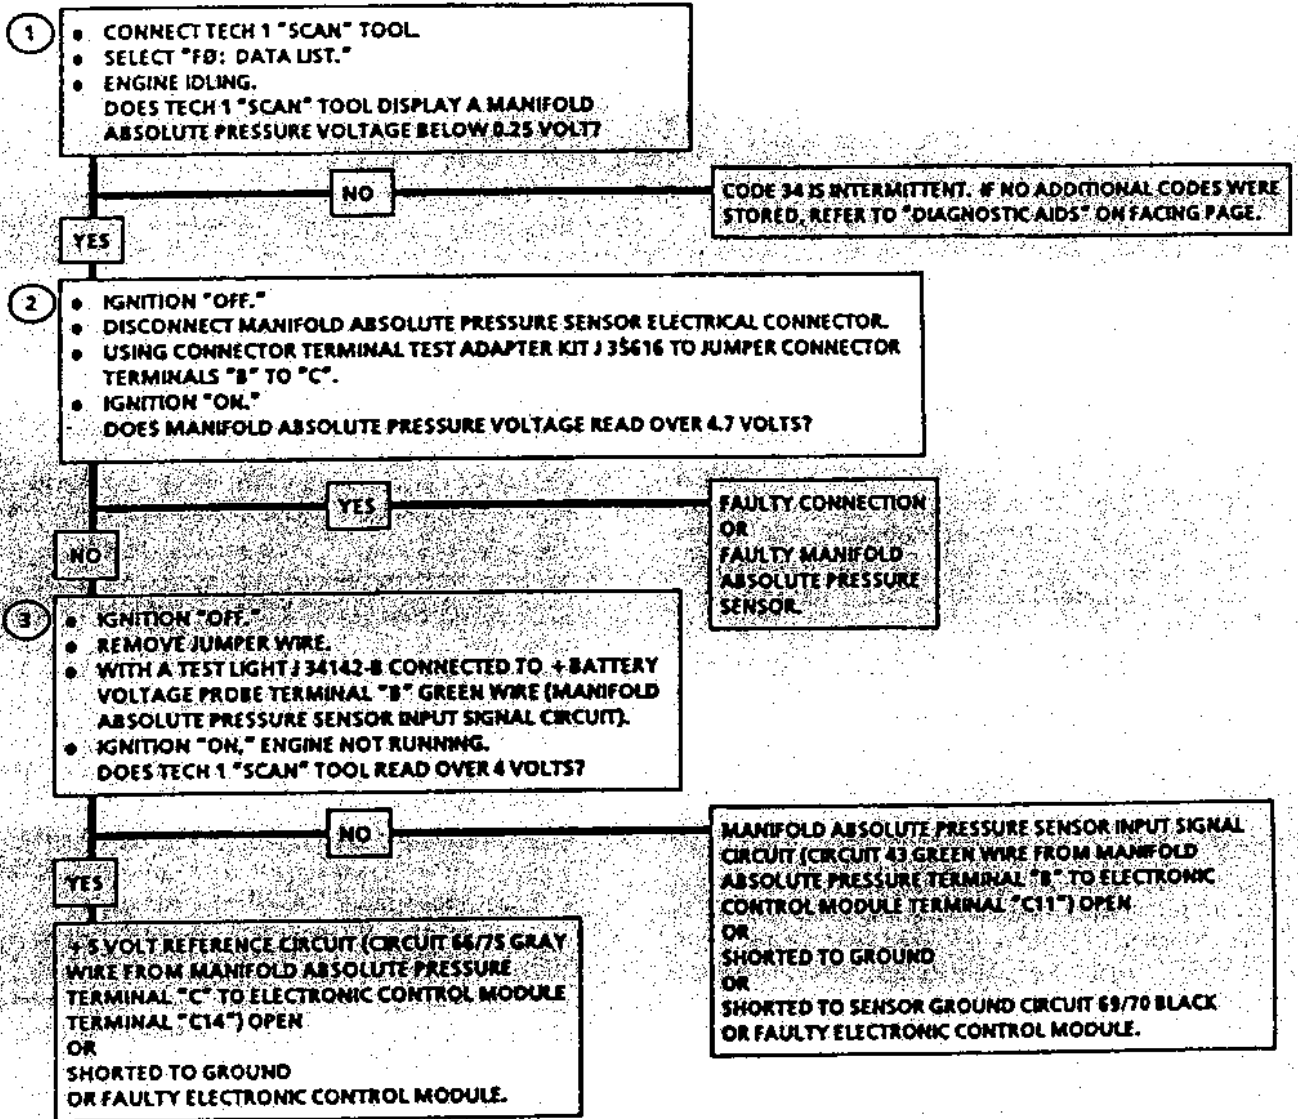 1
• CONNECT TECH 1 "SCAN" TOOL.
• SELECT "FØ: DATA LIST."
• ENGINE IDLING.
DOES TECH 1 "SCAN" TOOL DISPLAY A MANIFOLD
ABSOLUTE PRESSURE VOLTAGE BELOW 0.25 VOLT?
NO
CODE 34 IS INTERMITTENT. IF NO ADDITIONAL CODES WERE
STORED, REFER TO "DIAGNOSTIC AIDS" ON FACING PAGE.
YES
2
• IGNITION "OFF."
• DISCONNECT MANIFOLD ABSOLUTE PRESSURE SENSOR ELECTRICAL CONNECTOR.
• USING CONNECTOR TERMINAL TEST ADAPTER KIT J 35616 TO JUMPER CONNECTOR
TERMINALS "B" TO "C".
• IGNITION "ON."
DOES MANIFOLD ABSOLUTE PRESSURE VOLTAGE READ OVER 4.7 VOLTS?
YES
FAULTY CONNECTION
OR
FAULTY MANIFOLD
ABSOLUTE PRESSURE
SENSOR.
NO
3
• IGNITION "OFF."
• REMOVE JUMPER WIRE.
• WITH A TEST LIGHT J 34142-B CONNECTED TO +BATTERY
VOLTAGE PROBE TERMINAL "B" GREEN WIRE (MANIFOLD
ABSOLUTE PRESSURE SENSOR INPUT SIGNAL CIRCUIT).
• IGNITION "ON," ENGINE NOT RUNNING.
DOES TECH 1 "SCAN" TOOL READ OVER 4 VOLTS?
NO
MANIFOLD ABSOLUTE PRESSURE SENSOR INPUT SIGNAL
CIRCUIT (CIRCUIT 43 GREEN WIRE FROM MANIFOLD
ABSOLUTE PRESSURE TERMINAL "B" TO ELECTRONIC
CONTROL MODULE TERMINAL "C11") OPEN
OR
SHORTED TO GROUND
OR
SHORTED TO SENSOR GROUND CIRCUIT 69/70 BLACK
OR FAULTY ELECTRONIC CONTROL MODULE.
YES
+ 5 VOLT REFERENCE CIRCUIT (CIRCUIT 66/75 GRAY
WIRE FROM MANIFOLD ABSOLUTE PRESSURE
TERMINAL "C" TO ELECTRONIC CONTROL MODULE
TERMINAL "C14") OPEN
OR
SHORTED TO GROUND
OR FAULTY ELECTRONIC CONTROL MODULE.